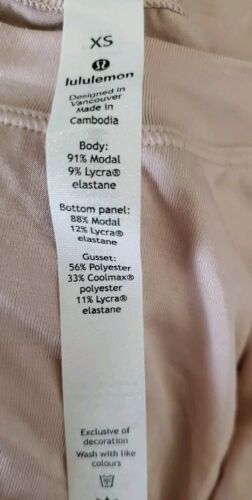 XS
lululemon
Designed in
Vancouver
Made in
Cambodia
Body:
91% Modal
9% Lycra®
elastane
Bottom panel:
88% Modal
12% Lycra®
elastane
Gusset:
56% Polyester
33% Coolmax®
polyester
11% Lycra®
elastane
Exclusive of
decoration
Wash with like
colours